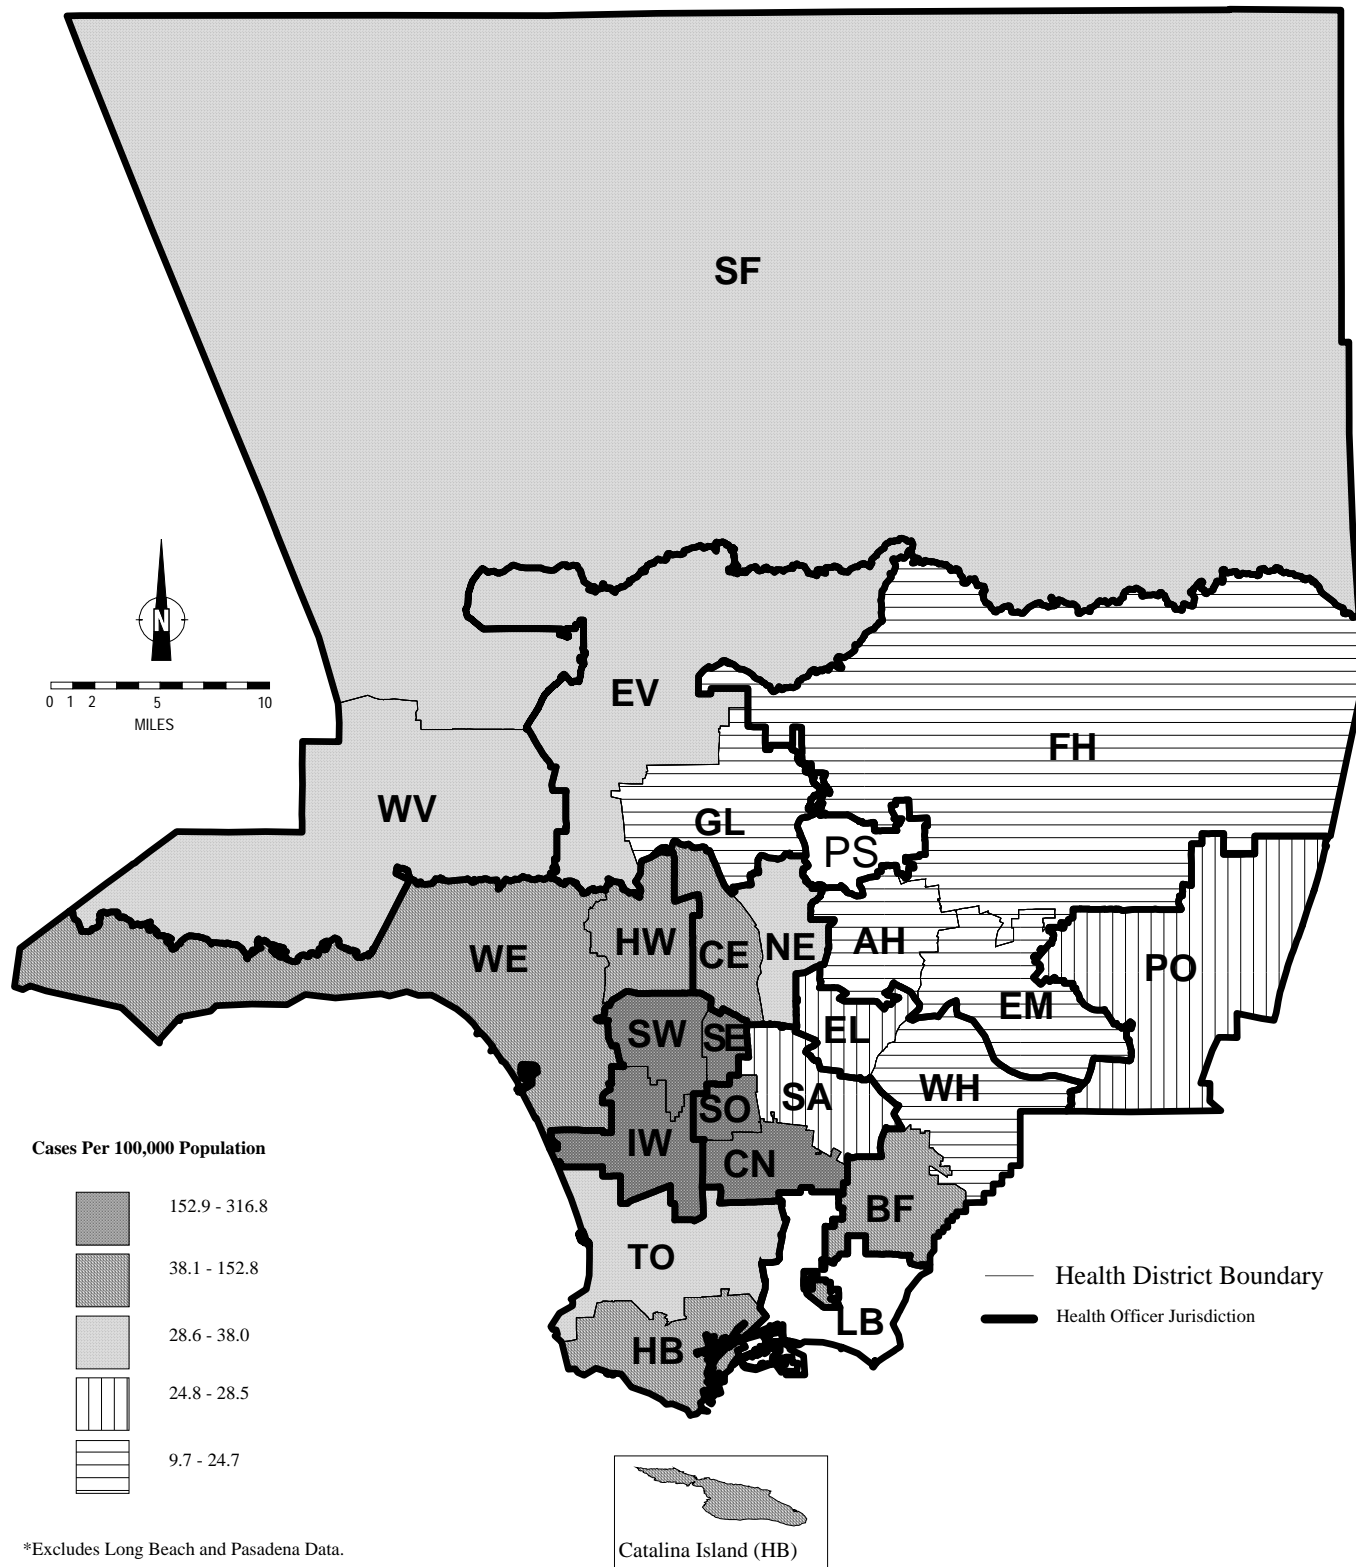 SF
N
0 1 2 5 10
MILES
EV
FH
WV
GL
PS
HW
CE
NE
AH
WE
PO
EM
SW
SE
EL
WH
SA
SO
IW
CN
BF
TO
LB
HB
Cases Per 100,000 Population
152.9 - 316.8
38.1 - 152.8
28.6 - 38.0
24.8 - 28.5
9.7 - 24.7
Health District Boundary
Health Officer Jurisdiction
Catalina Island (HB)
*Excludes Long Beach and Pasadena Data.